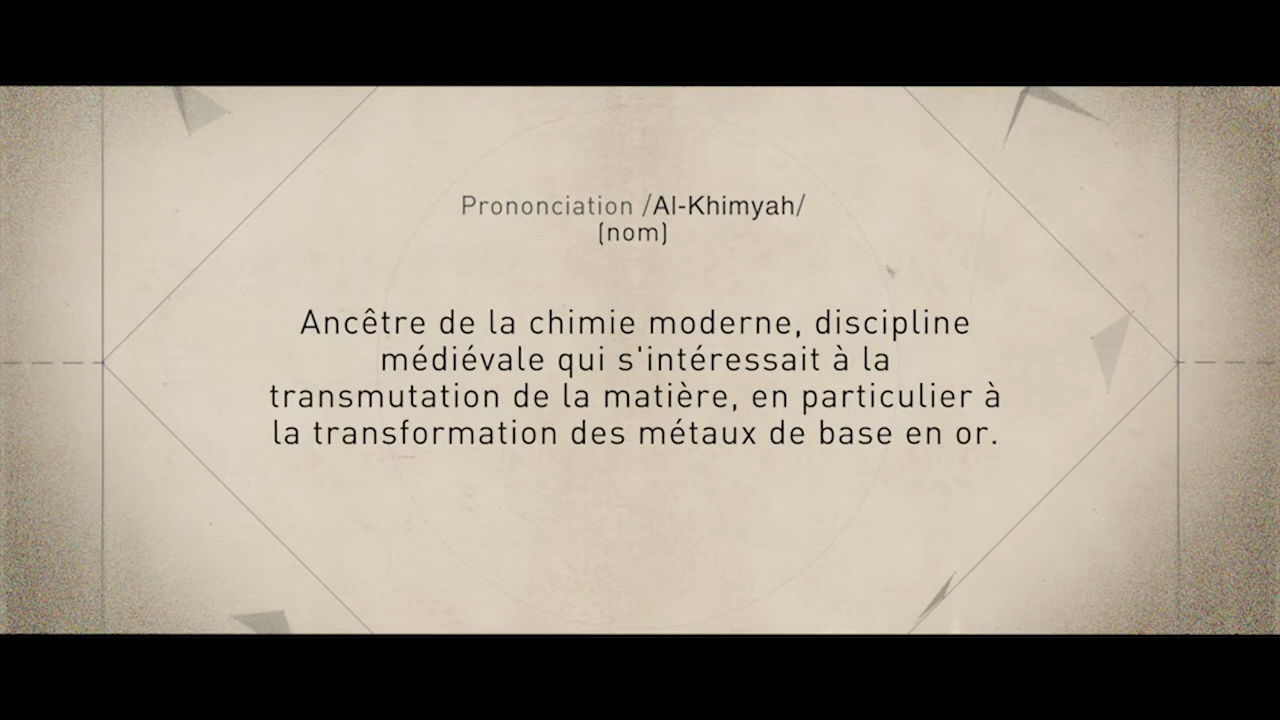 Prononciation /Al-Khimyah/
(nom)
Ancêtre de la chimie moderne, discipline
médiévale qui s'intéressait à la
transmutation de la matière, en particulier à
la transformation des métaux de base en or.